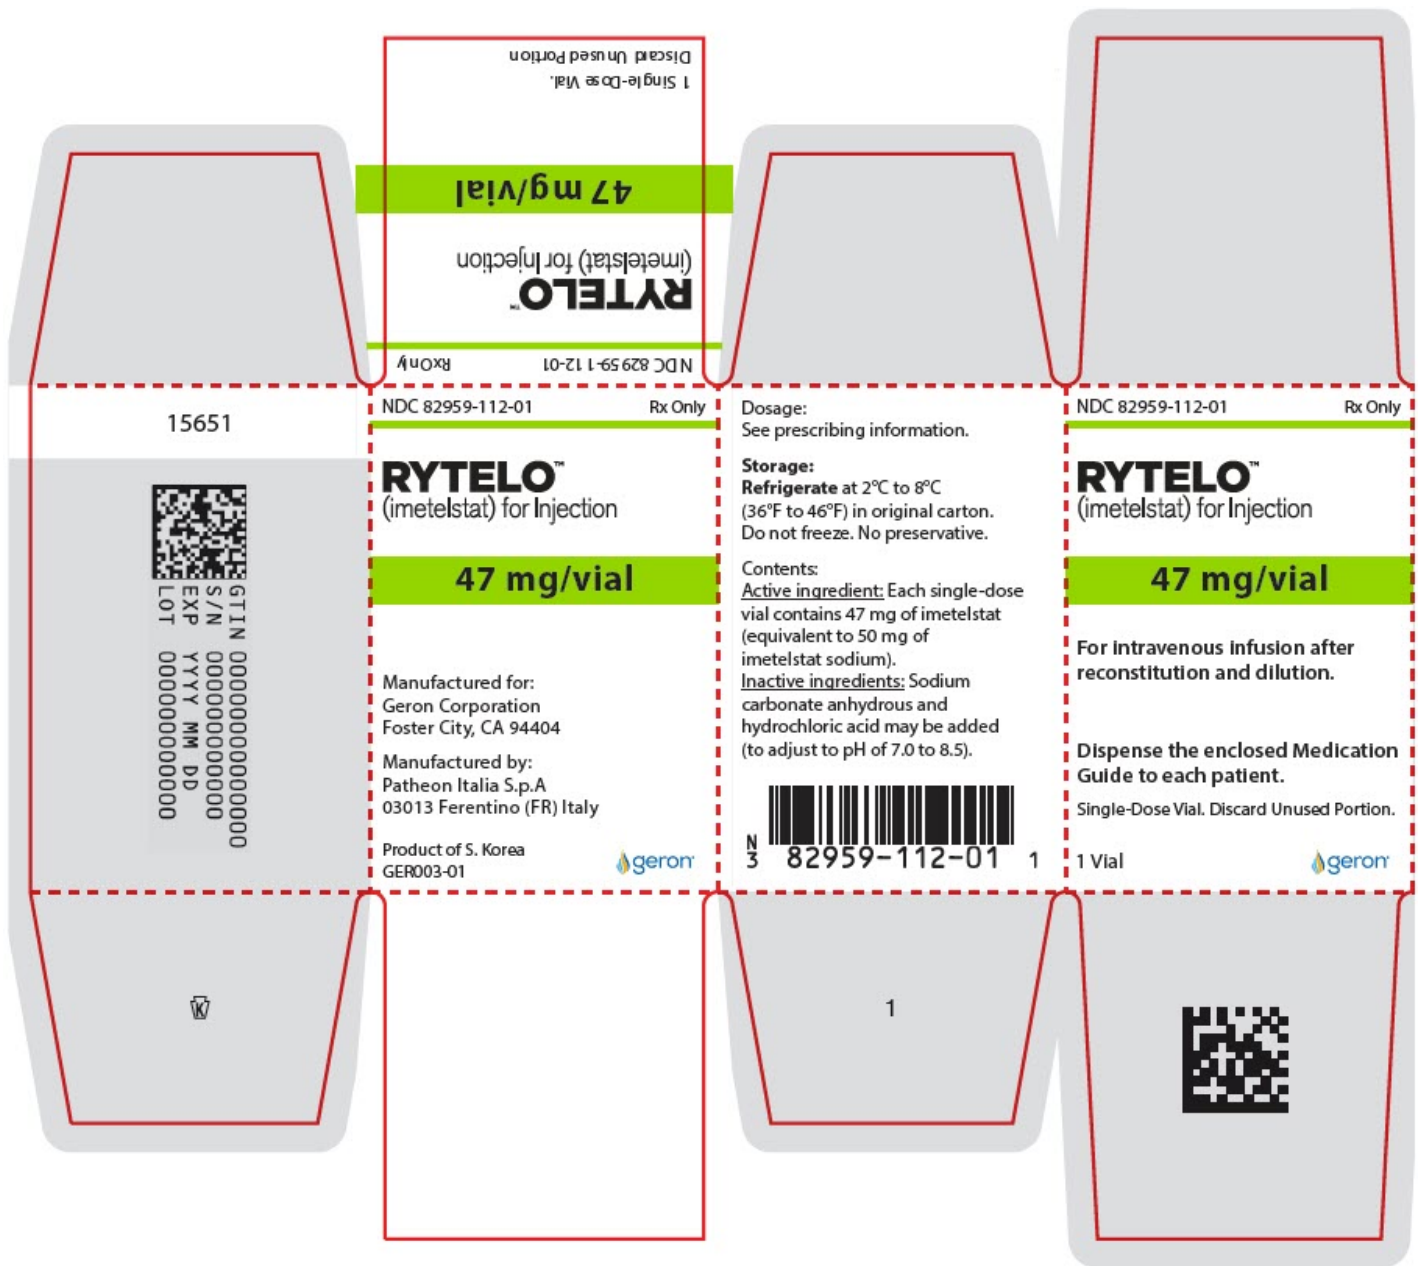 1 Single-Dose Vial.
Discard Unused Portion
47 mg/vial
RYTELO™
(imetelstat) for Injection
NDC 82959-112-01 RxOnly
15651
GTIN 00000000000000
S/N 000000000000
EXP YYYY MM DD
LOT 000000000000
K
NDC 82959-112-01 Rx Only
RYTELO™
(imetelstat) for Injection
47 mg/vial
Manufactured for:
Geron Corporation
Foster City, CA 94404
Manufactured by:
Patheon Italia S.p.A
03013 Ferentino (FR) Italy
Product of S. Korea
GER003-01
geron
Dosage:
See prescribing information.
Storage:
Refrigerate at 2°C to 8°C
(36°F to 46°F) in original carton.
Do not freeze. No preservative.
Contents:
Active ingredient: Each single-dose
vial contains 47 mg of imetelstat
(equivalent to 50 mg of
imetelstat sodium).
Inactive ingredients: Sodium
carbonate anhydrous and
hydrochloric acid may be added
(to adjust to pH of 7.0 to 8.5).
N
3 82959-112-01 1
1
NDC 82959-112-01 Rx Only
RYTELO™
(imetelstat) for Injection
47 mg/vial
For intravenous infusion after
reconstitution and dilution.
Dispense the enclosed Medication
Guide to each patient.
Single-Dose Vial. Discard Unused Portion.
1 Vial
geron